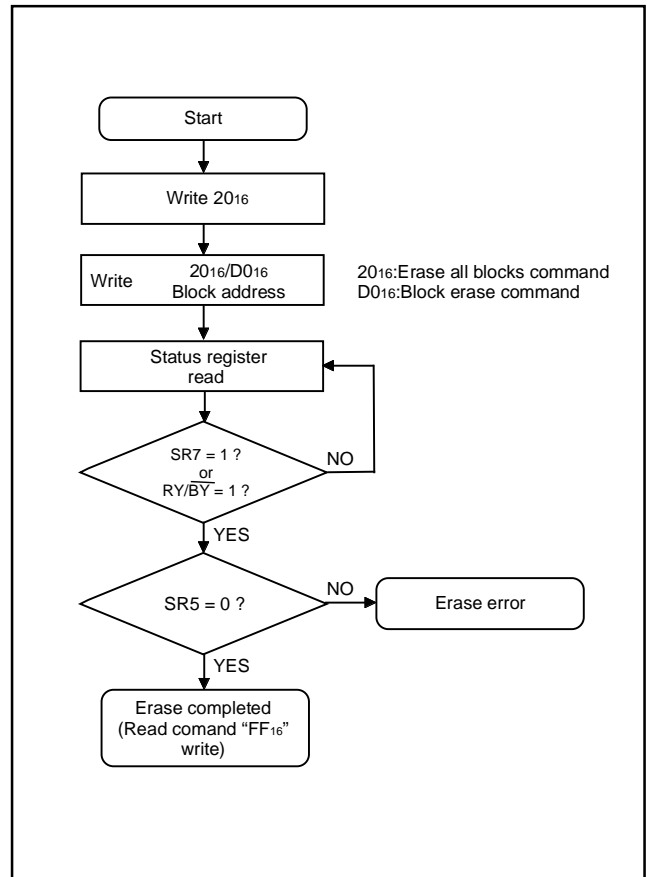 Start
Write 20₁₆
Write
20₁₆/D0₁₆
Block address
20₁₆:Erase all blocks command
D0₁₆:Block erase command
Status register
read
SR7 = 1 ?
or
RY/B̅Y̅ = 1 ?
NO
YES
SR5 = 0 ?
NO
Erase error
YES
Erase completed
(Read comand “FF₁₆”
write)